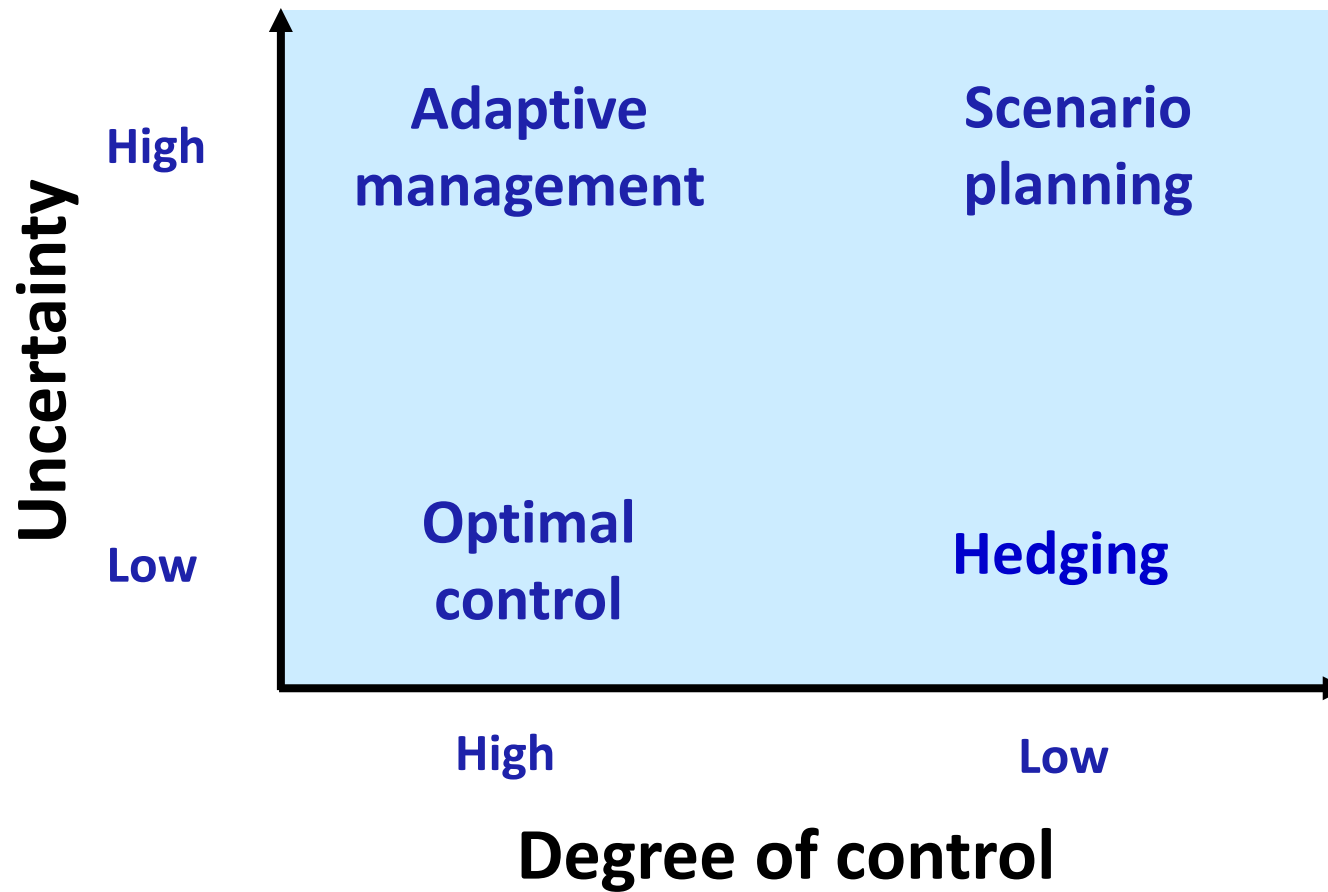 Uncertainty
High
Adaptive
management
Scenario
planning
Low
Optimal
control
Hedging
High
Low
Degree of control